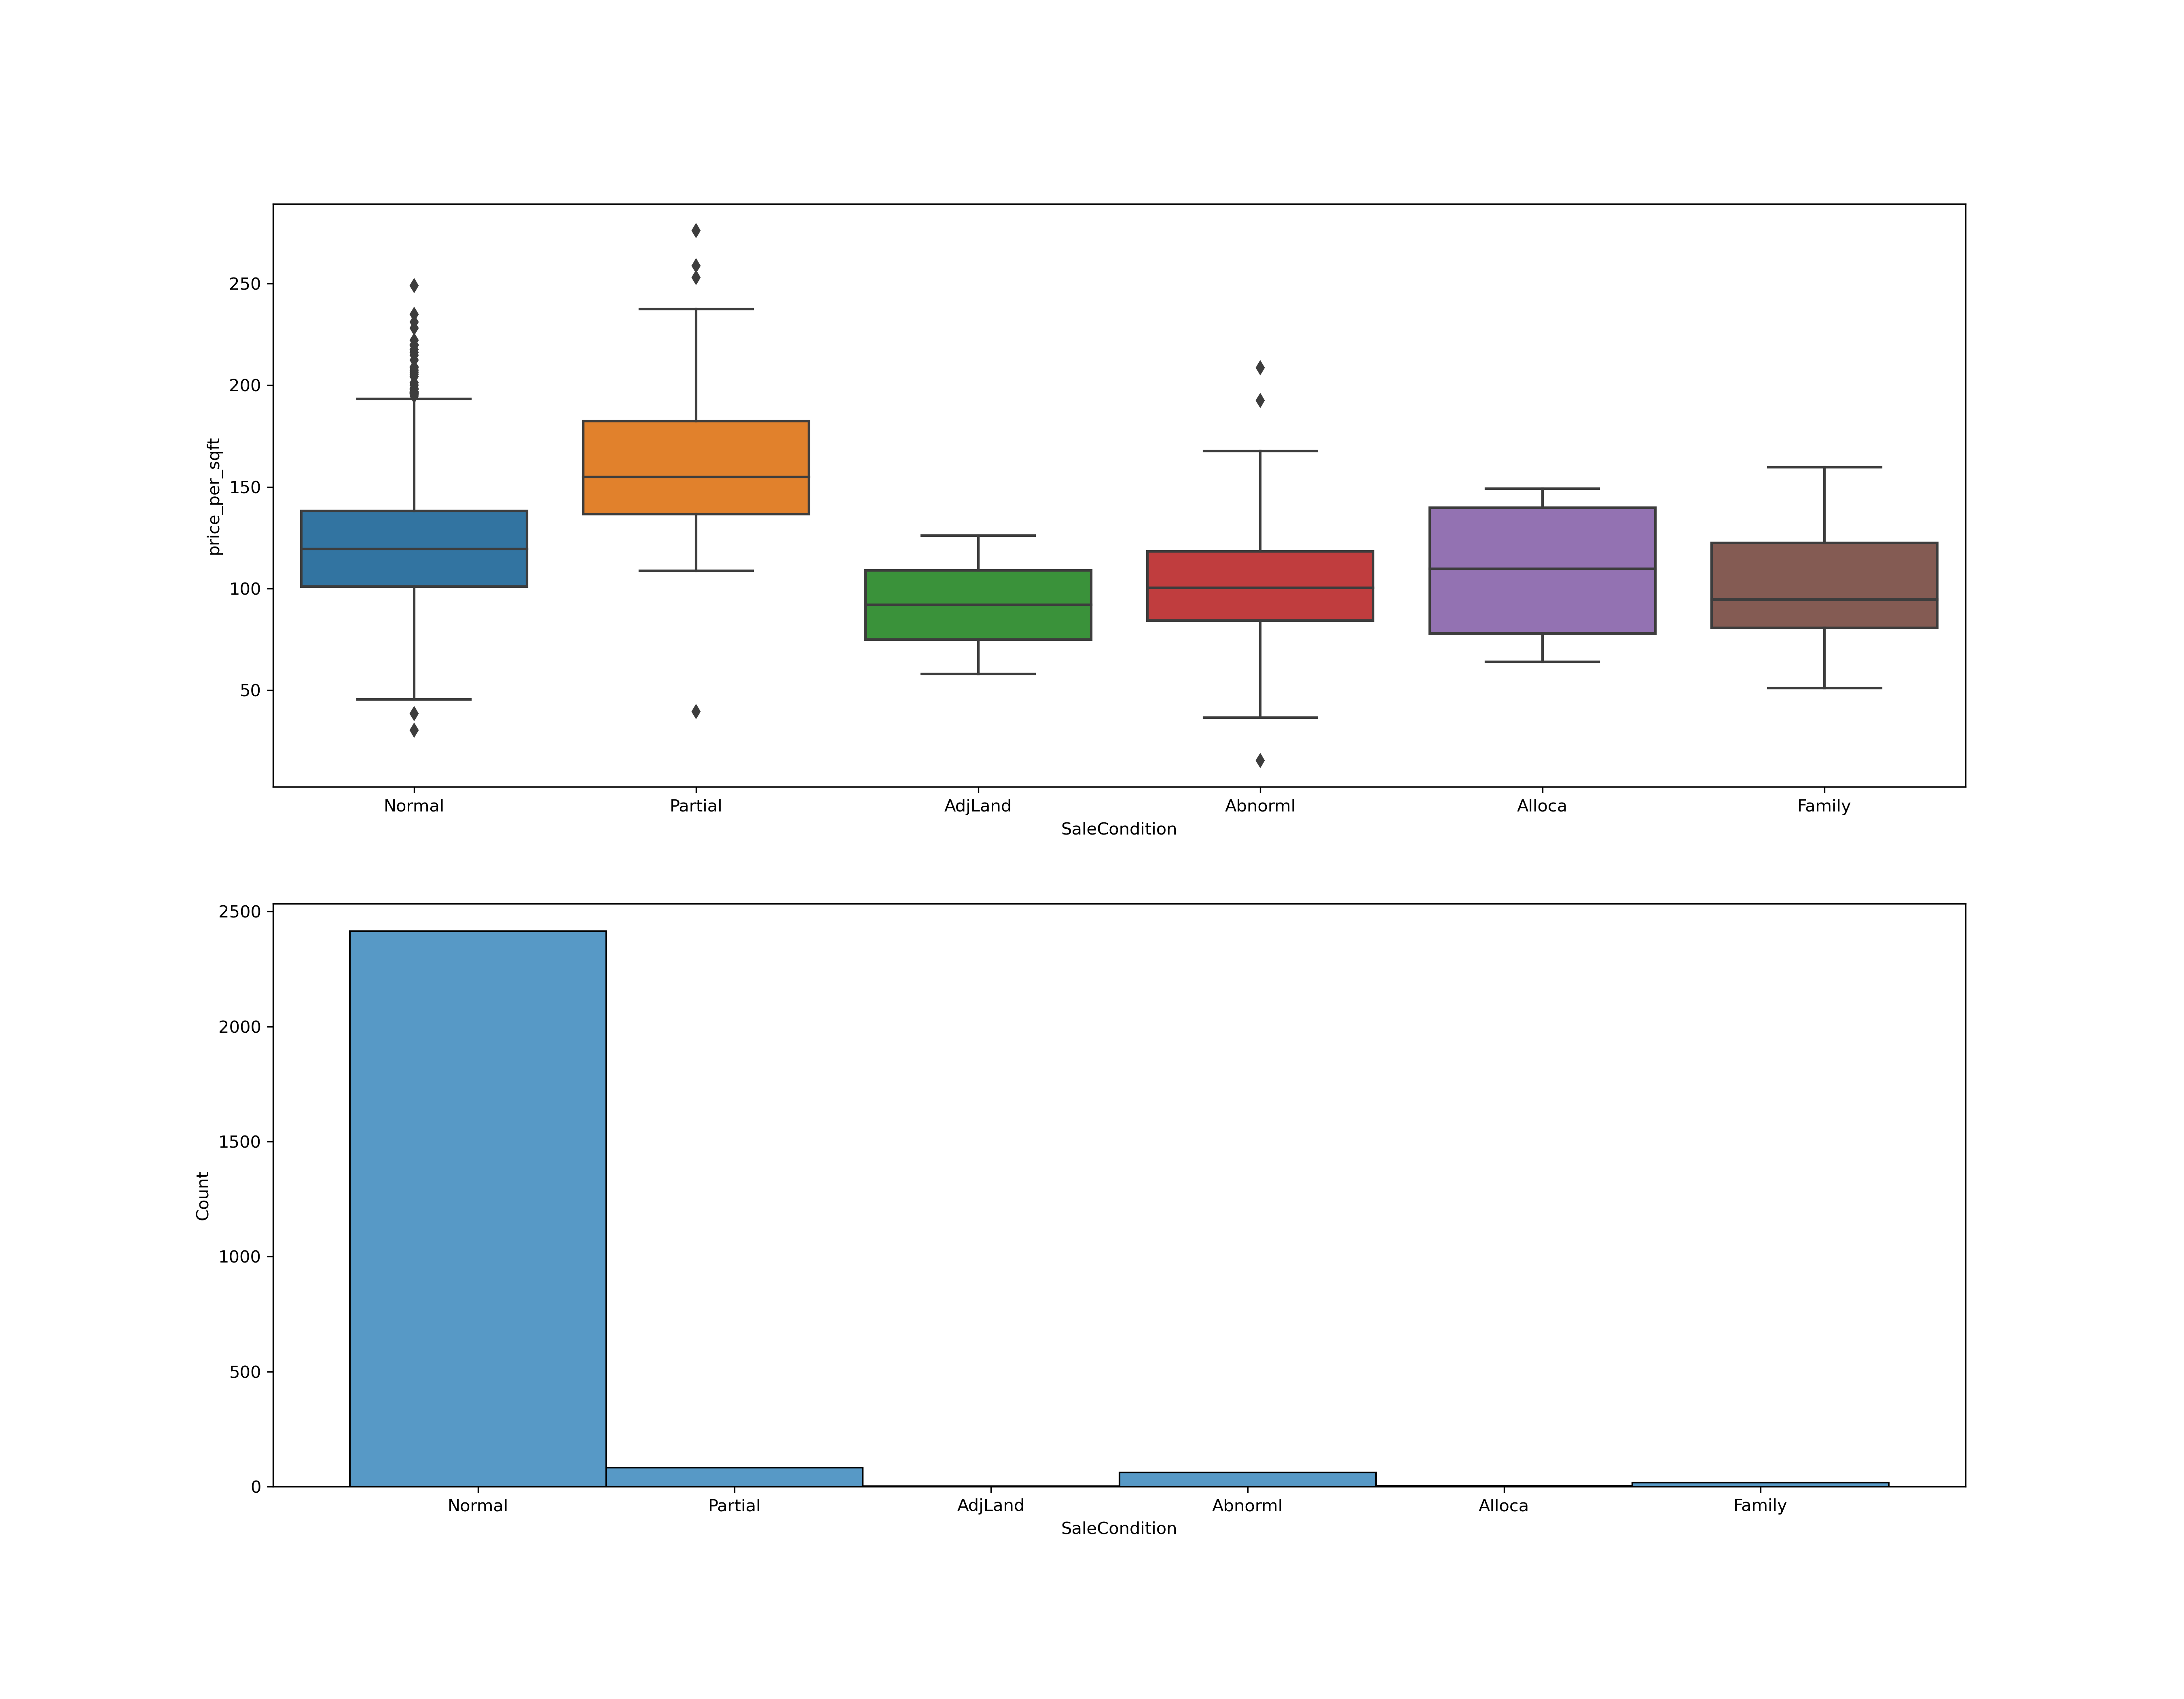 250
200
150
100
50
price_per_sqft
Normal Partial AdjLand Abnorml Alloca Family
SaleCondition
2500
2000
1500
1000
500
0
Count
Normal Partial AdjLand Abnorml Alloca Family
SaleCondition